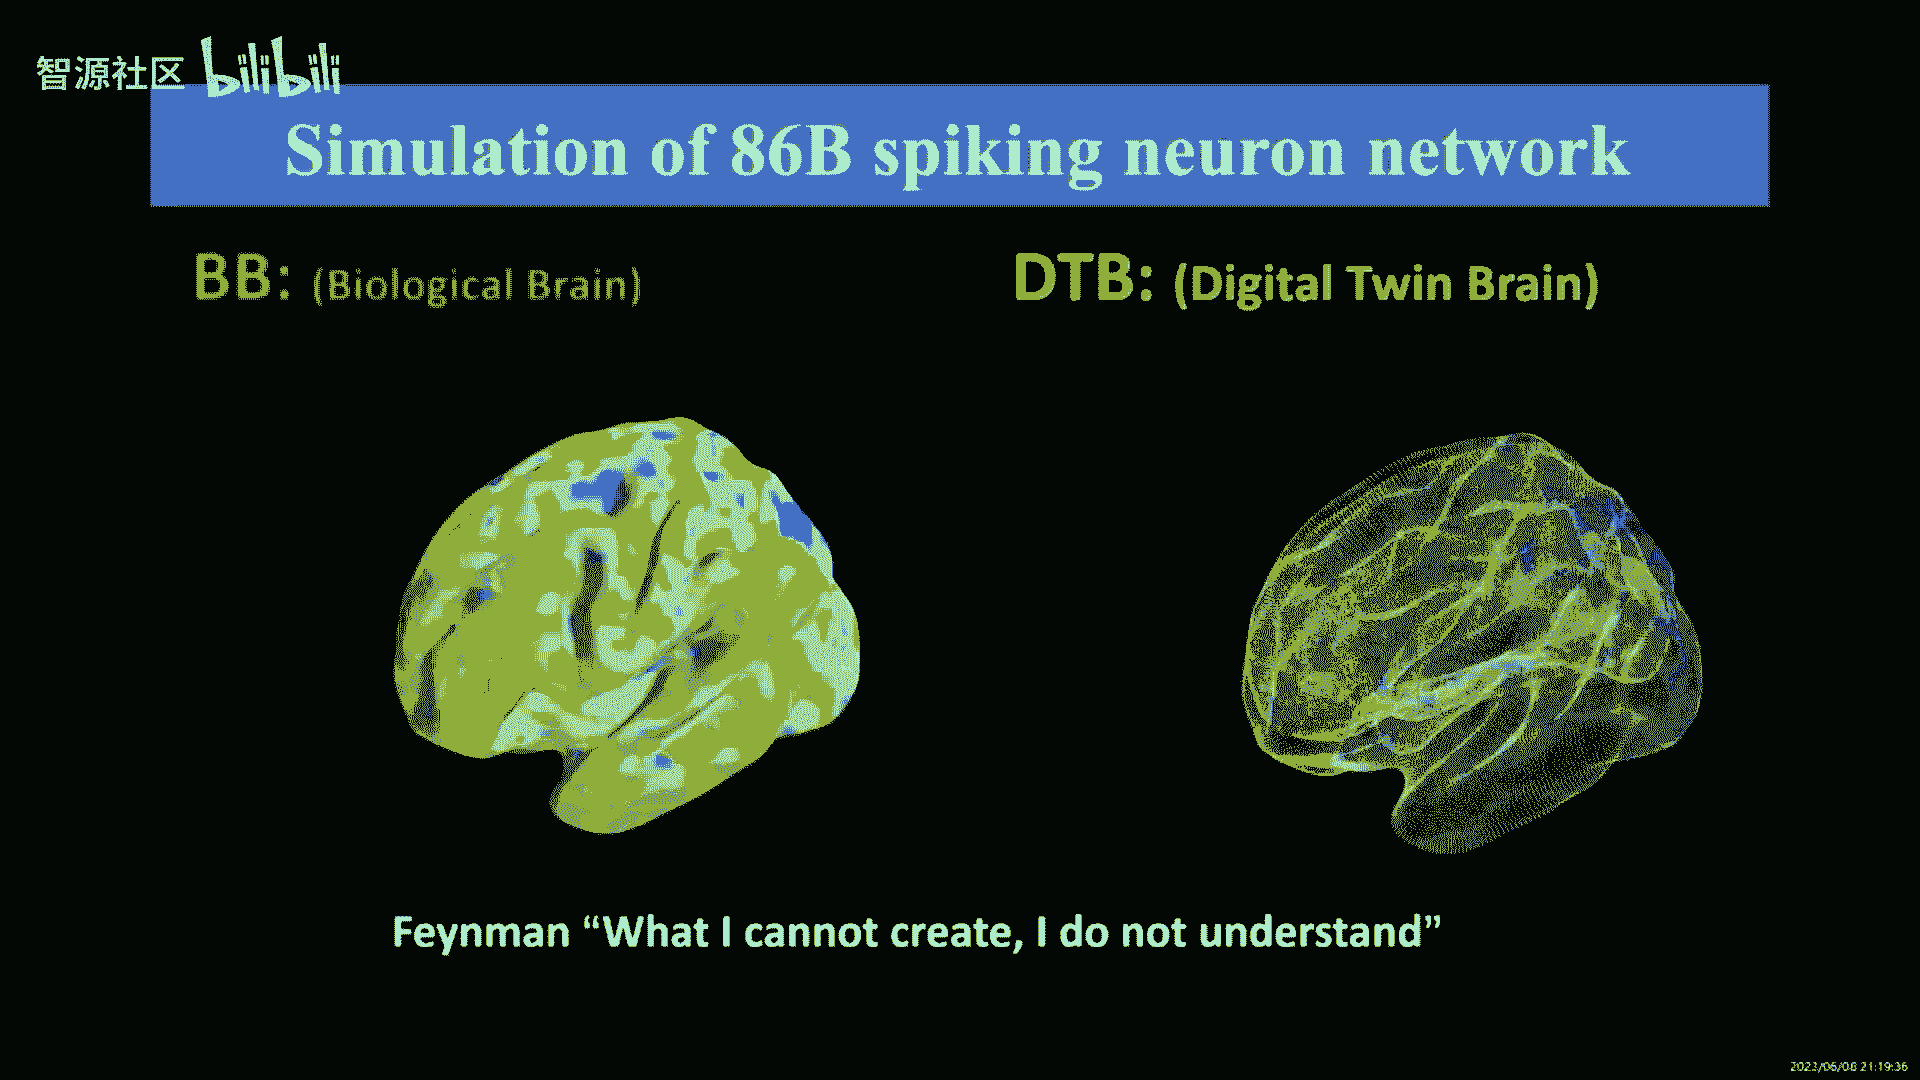 智源社区 bilibili
Simulation of 86B spiking neuron network
BB: (Biological Brain)
DTB: (Digital Twin Brain)
Feynman “What I cannot create, I do not understand”
2023/06/08 21:19:36